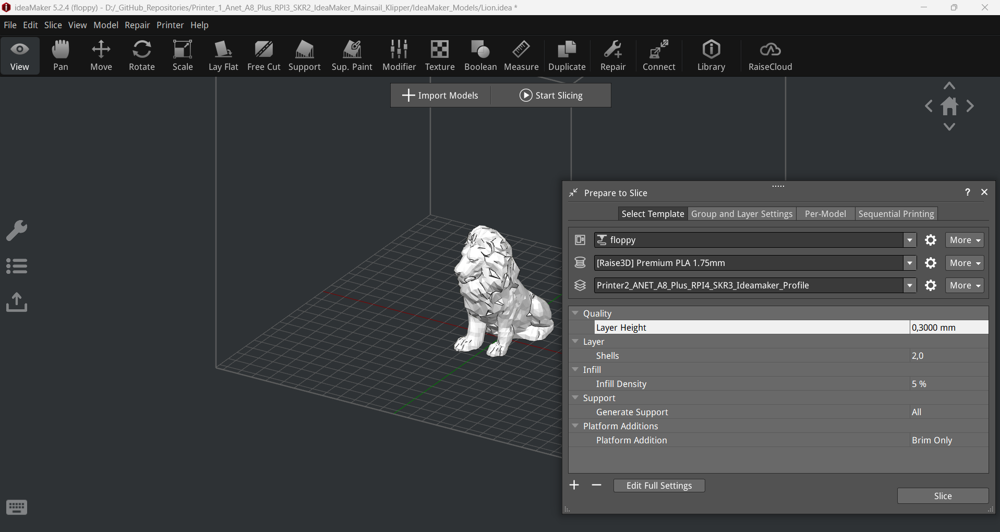 ideaMaker 5.2.4 (floppy) - D:/_GitHub_Repositories/Printer_1_Anet_A8_Plus_RPI3_SKR2_IdeaMaker_Mainsail_Klipper/IdeaMaker_Models/Lion.idea *
File Edit Slice View Model Repair Printer Help
View Pan Move Rotate Scale Lay Flat Free Cut Support Sup. Paint Modifier Texture Boolean Measure Duplicate Repair Connect Library RaiseCloud
Import Models Start Slicing
Prepare to Slice ?
Select Template Group and Layer Settings Per-Model Sequential Printing
floppy More
[Raise3D] Premium PLA 1.75mm More
Printer2_ANET_A8_Plus_RPI4_SKR3_Ideamaker_Profile More
Quality
Layer Height 0,3000 mm
Layer
Shells 2,0
Infill
Infill Density 5 %
Support
Generate Support All
Platform Additions
Platform Addition Brim Only
Edit Full Settings
Slice